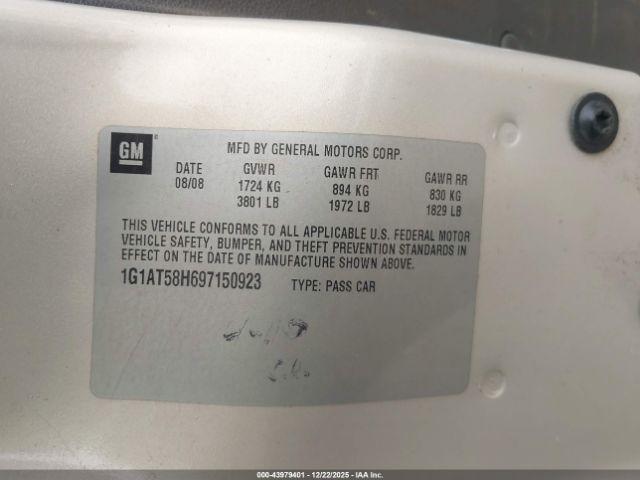 GM
MFD BY GENERAL MOTORS CORP.
DATE GVWR GAWR FRT GAWR RR
08/08 1724 KG 894 KG 830 KG
3801 LB 1972 LB 1829 LB
THIS VEHICLE CONFORMS TO ALL APPLICABLE U.S. FEDERAL MOTOR
VEHICLE SAFETY, BUMPER, AND THEFT PREVENTION STANDARDS IN
EFFECT ON THE DATE OF MANUFACTURE SHOWN ABOVE.
1G1AT58H697150923 TYPE: PASS CAR
000-43979401 - 12/22/2025 - IAAI.com